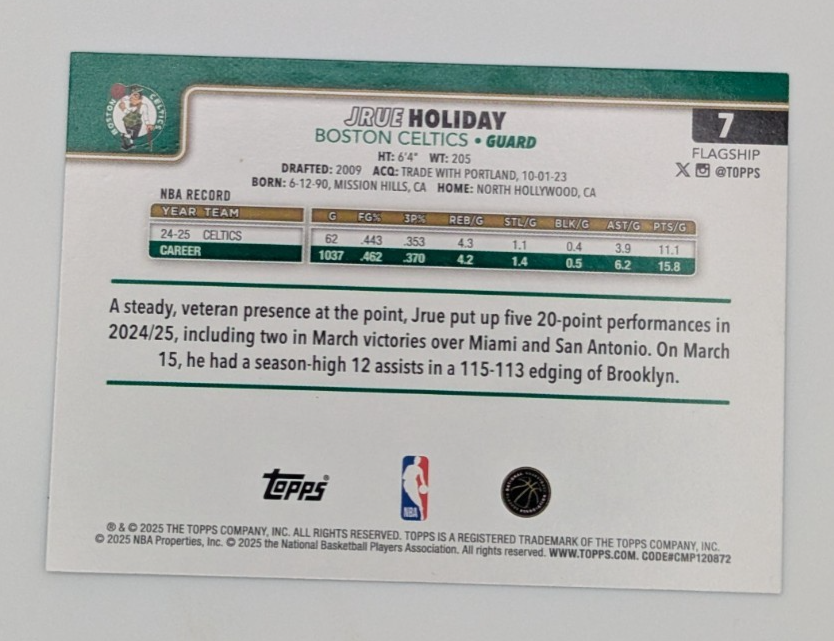 BOSTON CELTICS
JRUE HOLIDAY
BOSTON CELTICS • GUARD
7
FLAGSHIP
X @TOPPS
HT: 6'4" WT: 205
DRAFTED: 2009 ACQ: TRADE WITH PORTLAND, 10-01-23
BORN: 6-12-90, MISSION HILLS, CA HOME: NORTH HOLLYWOOD, CA
NBA RECORD
YEAR TEAM G FG% 3P% REB/G STL/G BLK/G AST/G PTS/G
24-25 CELTICS 62 .443 .353 4.3 1.1 0.4 3.9 11.1
CAREER 1037 .462 .370 4.2 1.4 0.5 6.2 15.8
A steady, veteran presence at the point, Jrue put up five 20-point performances in
2024/25, including two in March victories over Miami and San Antonio. On March
15, he had a season-high 12 assists in a 115-113 edging of Brooklyn.
TOPPS®
NBA
® & © 2025 THE TOPPS COMPANY, INC. ALL RIGHTS RESERVED. TOPPS IS A REGISTERED TRADEMARK OF THE TOPPS COMPANY, INC.
© 2025 NBA Properties, Inc. © 2025 the National Basketball Players Association. All rights reserved. WWW.TOPPS.COM. CODE#CMP120872